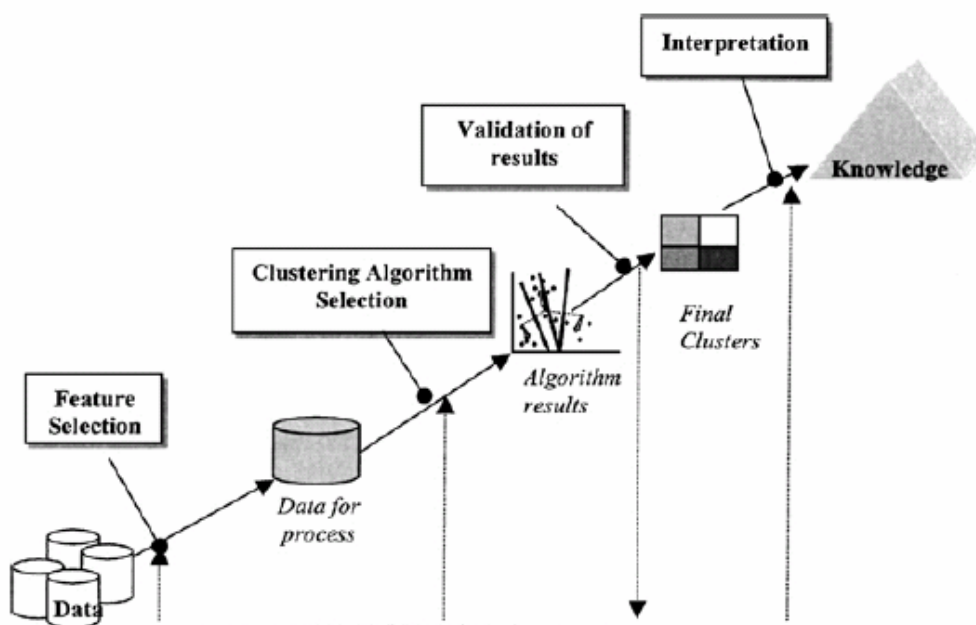 Interpretation
Knowledge
Validation of
results
Final
Clusters
Clustering Algorithm
Selection
Algorithm
results
Feature
Selection
Data for
process
Data